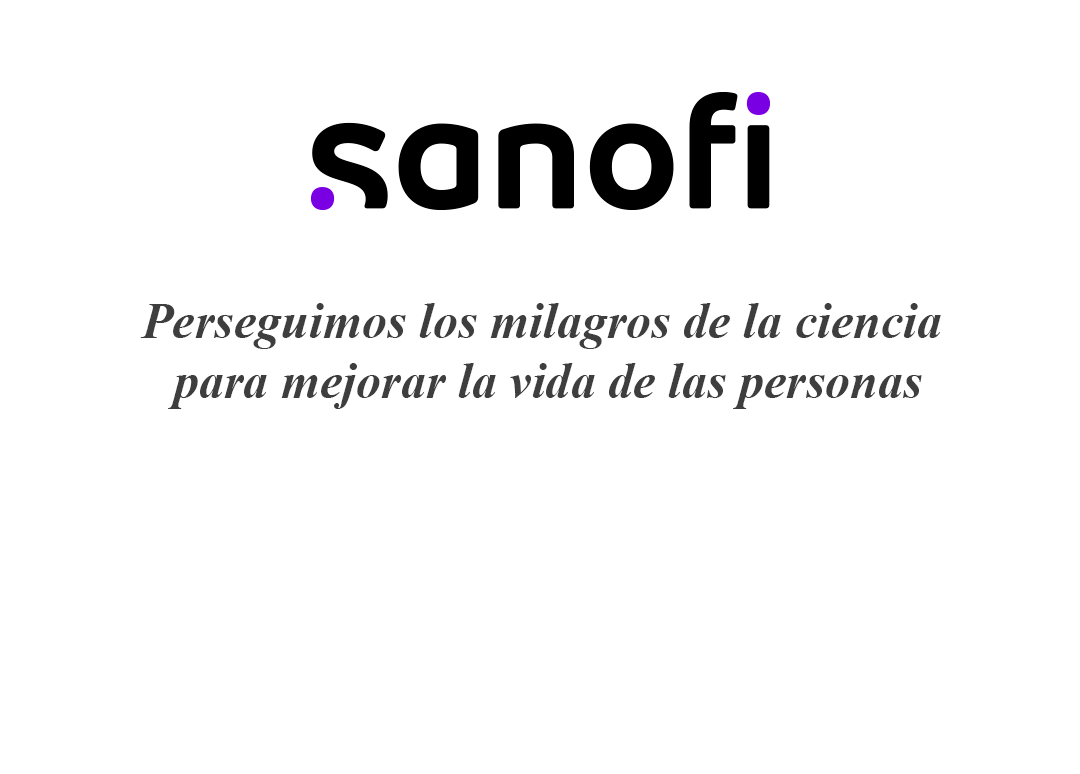 sanofi
Perseguimos los milagros de la ciencia
para mejorar la vida de las personas